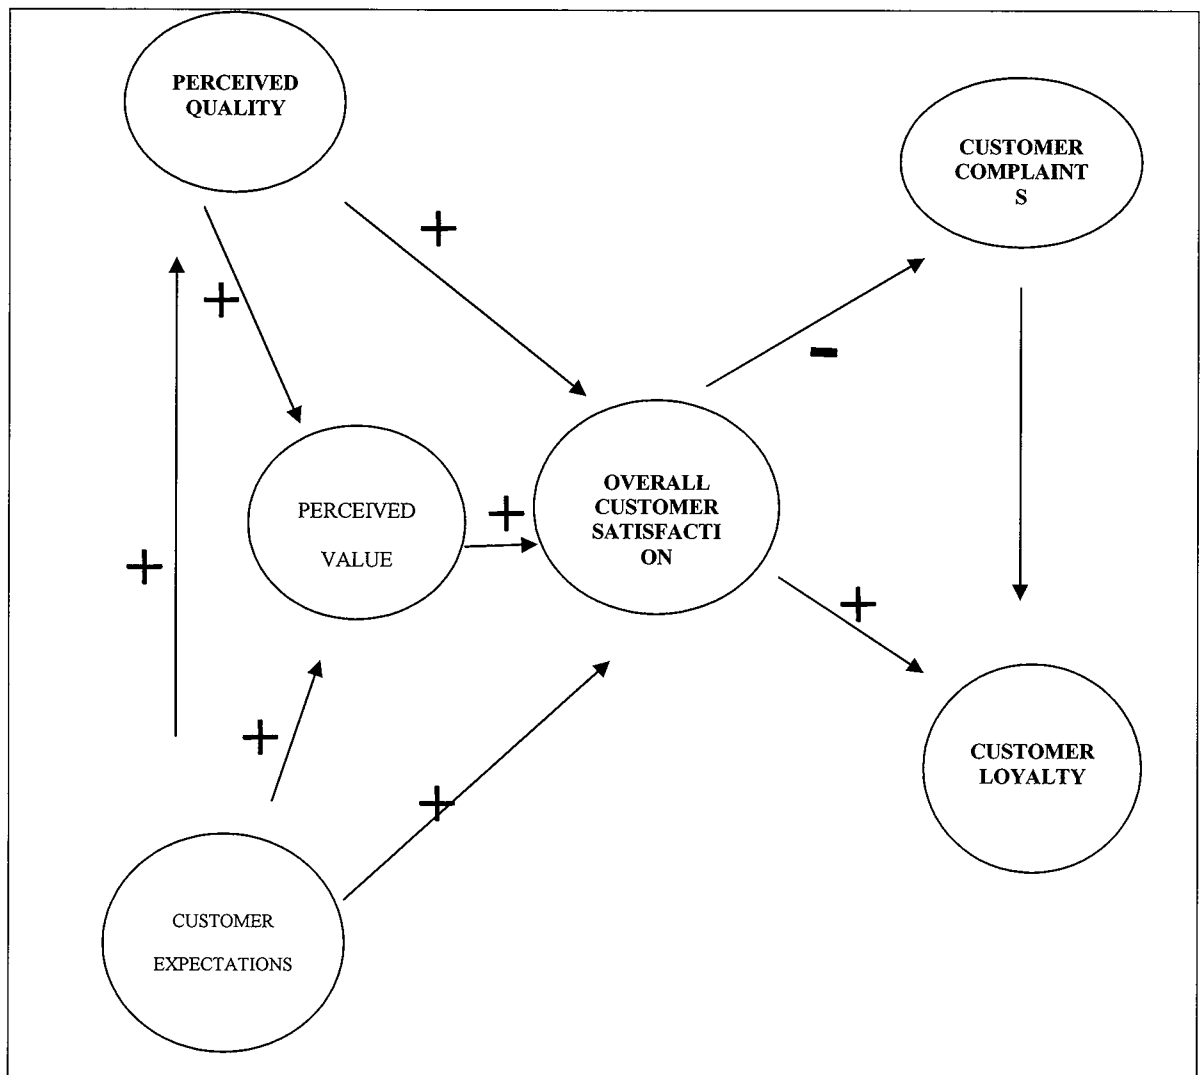 PERCEIVED
QUALITY
CUSTOMER
COMPLAINT
S
+
+
-
OVERALL
CUSTOMER
SATISFACTI
ON
PERCEIVED
VALUE
+
+
+
+
+
CUSTOMER
LOYALTY
CUSTOMER
EXPECTATIONS